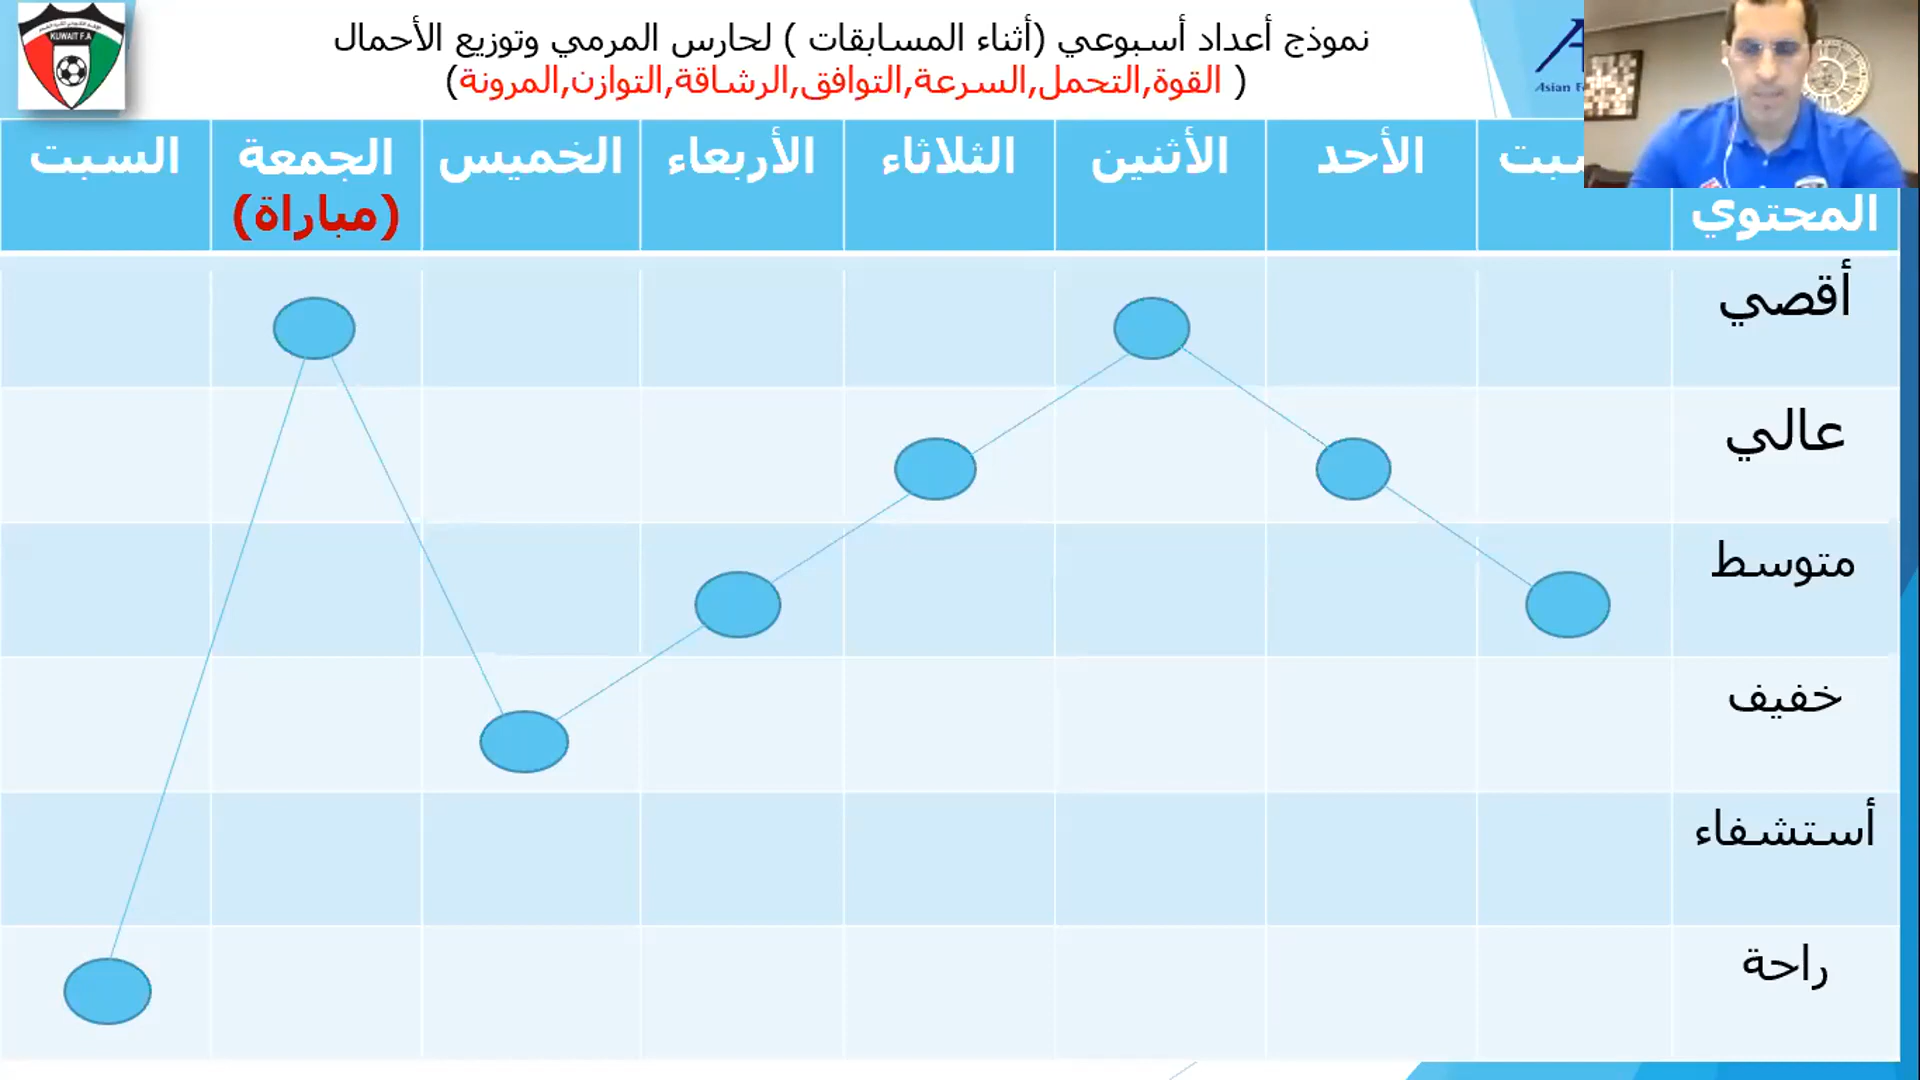 نموذج أعداد أسبوعي (أثناء المسابقات ) لحارس المرمي وتوزيع الأحمال
( القوة,التحمل,السرعة,التوافق,الرشاقة,التوازن,المرونة)
KUWAIT F.A
Asian
المحتوي
الأحد
الأثنين
الثلاثاء
الأربعاء
الخميس
الجمعة
(مباراة)
السبت
أقصي
عالي
متوسط
خفيف
أستشفاء
راحة